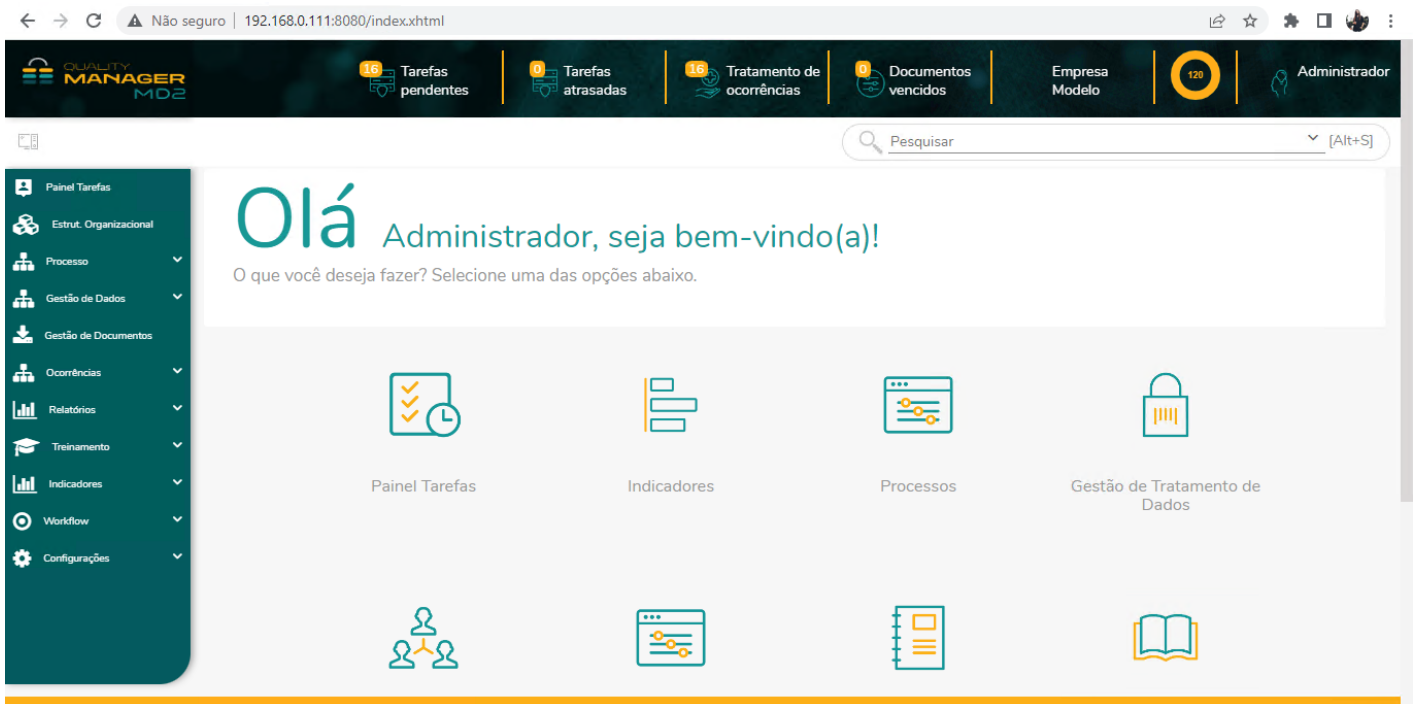 Não seguro | 192.168.0.111:8080/index.xhtml
QUALITY
MANAGER
MD2
16
Tarefas
pendentes
0
Tarefas
atrasadas
16
Tratamento de
ocorrências
0
Documentos
vencidos
Empresa
Modelo
120
Administrador
Pesquisar
[Alt+S]
Painel Tarefas
Estrut. Organizacional
Processo
Gestão de Dados
Gestão de Documentos
Ocorrências
Relatórios
Treinamento
Indicadores
Workflow
Configurações
Olá Administrador, seja bem-vindo(a)!
O que você deseja fazer? Selecione uma das opções abaixo.
Painel Tarefas
Indicadores
Processos
Gestão de Tratamento de
Dados